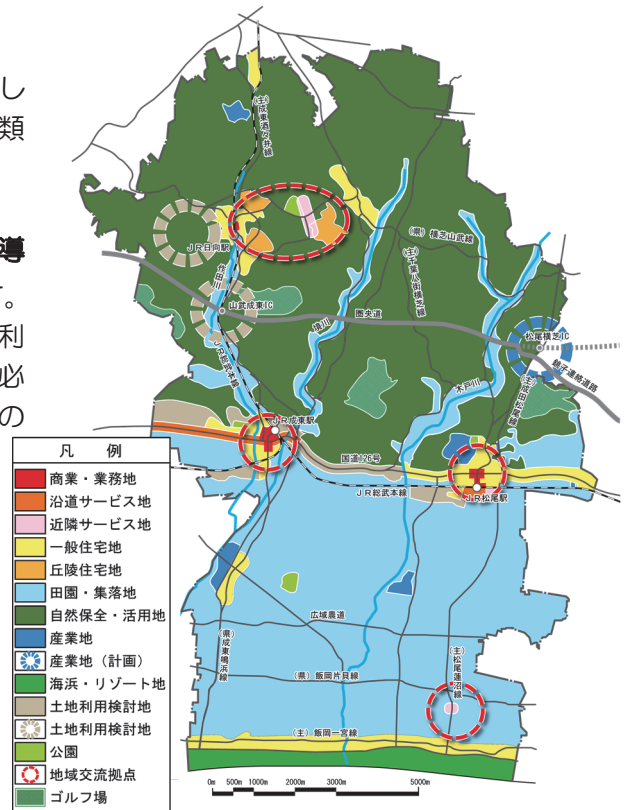 し
類
導
。
利
必
の
(主)成東酒々井線
(県)横芝山武線
JR日向駅
(主)千葉八街横芝線
作田川
山武成東IC
境川
圏央道
松尾横芝IC
銚子連絡道路
JR総武本線
木戸川
(主)成田松尾線
JR成東駅
国道126号
JR総武本線
JR松尾駅
凡 例
商業・業務地
沿道サービス地
近隣サービス地
一般住宅地
丘陵住宅地
田園・集落地
自然保全・活用地
産業地
産業地（計画）
海浜・リゾート地
土地利用検討地
土地利用検討地
公園
地域交流拠点
ゴルフ場
広域農道
(県)成東鳴浜線
(主)松尾蓮沼線
(県)飯岡片貝線
(主)飯岡一宮線
0m 500m 1000m 2000m 3000m 5000m